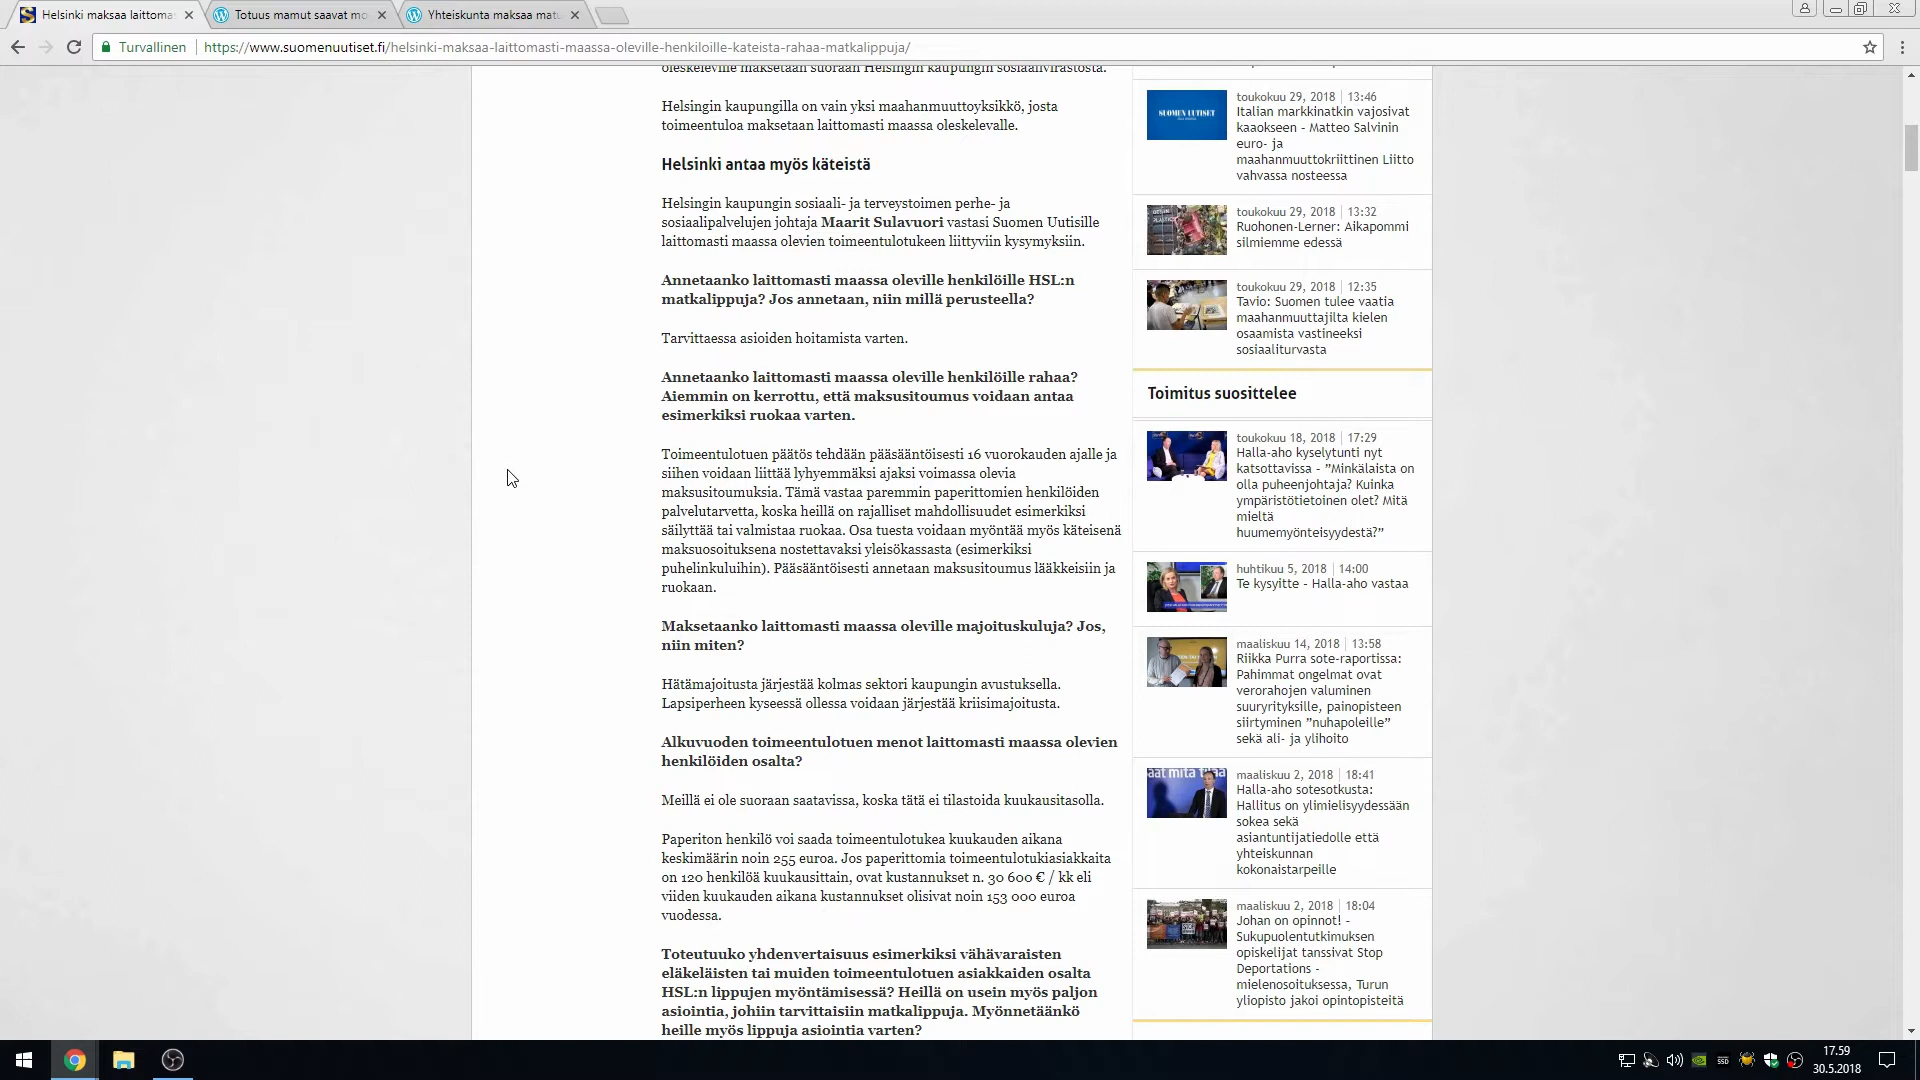 Helsinki maksaa laittomas
Totuus mamut saavat mo
Yhteiskunta maksaa matu
Turvallinen
https://www.suomenuutiset.fi/helsinki-maksaa-laittomasti-maassa-oleville-henkiloille-kateista-rahaa-matkalippuja/
oleskeleville maksetaan suoraan Helsingin kaupungin sosiaalivirastosta.
Helsingin kaupungilla on vain yksi maahanmuuttoyksikkö, josta
toimeentuloa maksetaan laittomasti maassa oleskelevalle.
Helsinki antaa myös käteistä
Helsingin kaupungin sosiaali- ja terveystoimen perhe- ja
sosiaalipalvelujen johtaja Maarit Sulavuori vastasi Suomen Uutisille
laittomasti maassa olevien toimeentulotukeen liittyviin kysymyksiin.
Annetaanko laittomasti maassa oleville henkilöille HSL:n
matkalippuja? Jos annetaan, niin millä perusteella?
Tarvittaessa asioiden hoitamista varten.
Annetaanko laittomasti maassa oleville henkilöille rahaa?
Aiemmin on kerrottu, että maksusitoumus voidaan antaa
esimerkiksi ruokaa varten.
Toimeentulotuen päätös tehdään pääsääntöisesti 16 vuorokauden ajalle ja
siihen voidaan liittää lyhyemmäksi ajaksi voimassa olevia
maksusitoumuksia. Tämä vastaa paremmin paperittomien henkilöiden
palvelutarvetta, koska heillä on rajalliset mahdollisuudet esimerkiksi
säilyttää tai valmistaa ruokaa. Osa tuesta voidaan myöntää myös käteisenä
maksuosoituksena nostettavaksi yleisökassasta (esimerkiksi
puhelinkuluihin). Pääsääntöisesti annetaan maksusitoumus lääkkeisiin ja
ruokaan.
Maksetaanko laittomasti maassa oleville majoituskuluja? Jos,
niin miten?
Hätämajoitusta järjestää kolmas sektori kaupungin avustuksella.
Lapsiperheen kyseessä ollessa voidaan järjestää kriisimajoitusta.
Alkuvuoden toimeentulotuen menot laittomasti maassa olevien
henkilöiden osalta?
Meillä ei ole suoraan saatavissa, koska tätä ei tilastoida kuukausitasolla.
Paperiton henkilö voi saada toimeentulotukea kuukauden aikana
keskimäärin noin 255 euroa. Jos paperittomia toimeentulotukiasiakkaita
on 120 henkilöä kuukausittain, ovat kustannukset n. 30 600 € / kk eli
viiden kuukauden aikana kustannukset olisivat noin 153 000 euroa
vuodessa.
Toteutuuko yhdenvertaisuus esimerkiksi vähävaraisten
eläkeläisten tai muiden toimeentulotuen asiakkaiden osalta
HSL:n lippujen myöntämisessä? Heillä on usein myös paljon
asiointia, johiin tarvittaisiin matkalippuja. Myönnetäänkö
heille myös lippuja asiointia varten?
SUOMEN UUTISET
toukokuu 29, 2018 | 13:46
Italian markkinatkin vajosivat
kaaokseen - Matteo Salvinin
euro- ja
maahanmuuttokriittinen Liitto
vahvassa nosteessa
toukokuu 29, 2018 | 13:32
Ruohonen-Lerner: Aikapommi
silmiemme edessä
toukokuu 29, 2018 | 12:35
Tavio: Suomen tulee vaatia
maahanmuuttajilta kielen
osaamista vastineeksi
sosiaaliturvasta
Toimitus suosittelee
toukokuu 18, 2018 | 17:29
Halla-aho kyselytunti nyt
katsottavissa - ”Minkälaista on
olla puheenjohtaja? Kuinka
ympäristötietoinen olet? Mitä
mieltä
huumemyönteisyydestä?”
huhtikuu 5, 2018 | 14:00
Te kysyitte - Halla-aho vastaa
maaliskuu 14, 2018 | 13:58
Riikka Purra sote-raportissa:
Pahimmat ongelmat ovat
verorahojen valuminen
suuryrityksille, painopisteen
siirtyminen ”nuhapoleille”
sekä ali- ja ylihoito
maaliskuu 2, 2018 | 18:41
Halla-aho sotesotkusta:
Hallitus on ylimielisyydessään
sokea sekä
asiantuntijatiedolle että
yhteiskunnan
kokonaistarpeille
maaliskuu 2, 2018 | 18:04
Johan on opinnot! -
Sukupuolentutkimuksen
opiskelijat tanssivat Stop
Deportations -
mielenosoituksessa, Turun
yliopisto jakoi opintopisteitä
17.59
30.5.2018